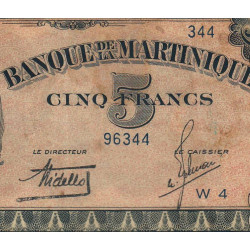 344
BANQUE DE LA MARTINIQUE
5
CINQ FRANCS
96344
LE DIRECTEUR
LE CAISSIER
W 4